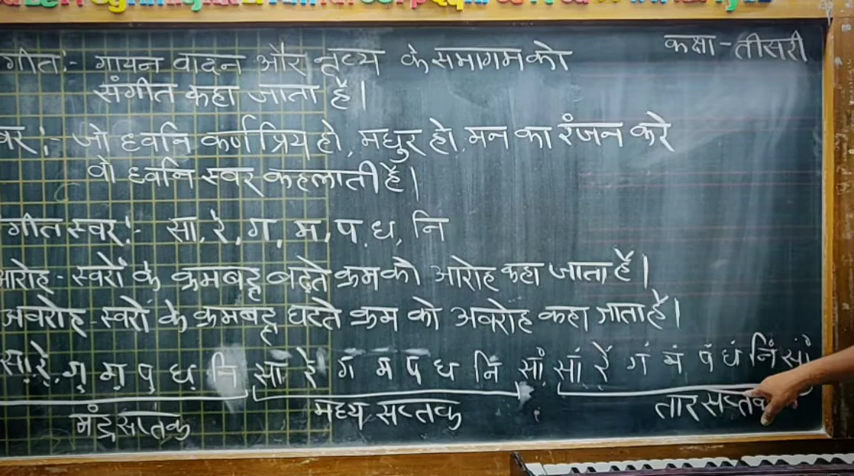 कक्षा - तीसरी
गीतः- गायन वादन और नृत्य के समागम को
संगीत कहा जाता है।
वरः- जो ध्वनि कर्णप्रिय हो, मधुर हो, मन का रंजन करे
वो ध्वनि स्वर कहलाती है।
गीत स्वरः- सा, रे, ग, म, प, ध, नि
आरोह - स्वरों के क्रमबद्ध बढ़ते क्रम को आरोह कहा जाता है।
अवरोह - स्वरों के क्रमबद्ध घटते क्रम को अवरोह कहा जाता है।
सा़ रे़ ग़ म़ प़ ध़ नि सा रे ग म प ध नि सां सां रें गं मं पं धं निं सां
मंद्र सप्तक मध्य सप्तक तार सप्तक